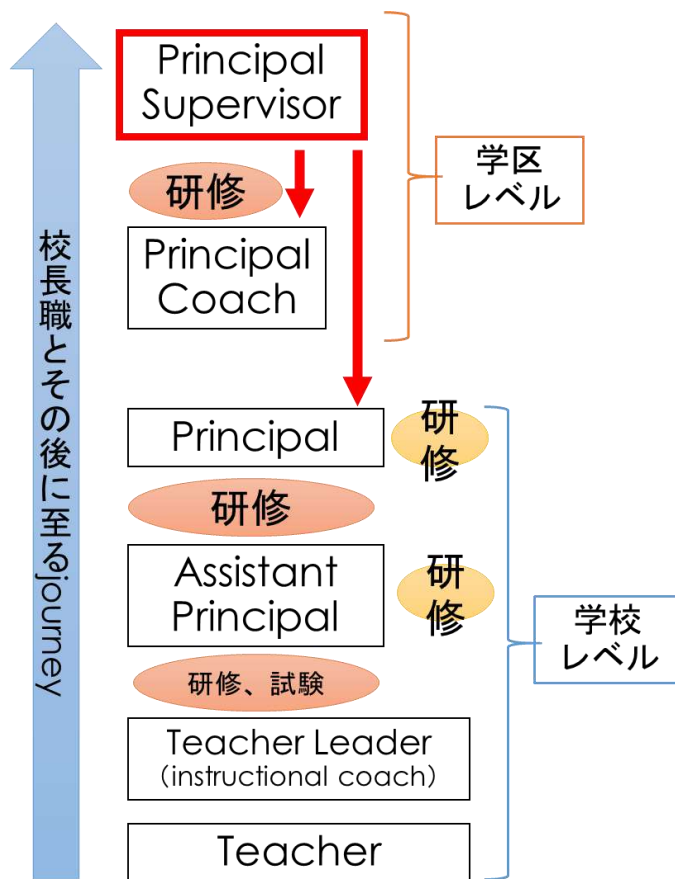 Principal
Supervisor
学区
レベル
研修
Principal
Coach
校長職とその後に至るjourney
Principal
研
修
研修
Assistant
Principal
研
修
学校
レベル
研修、試験
Teacher Leader
（instructional coach）
Teacher